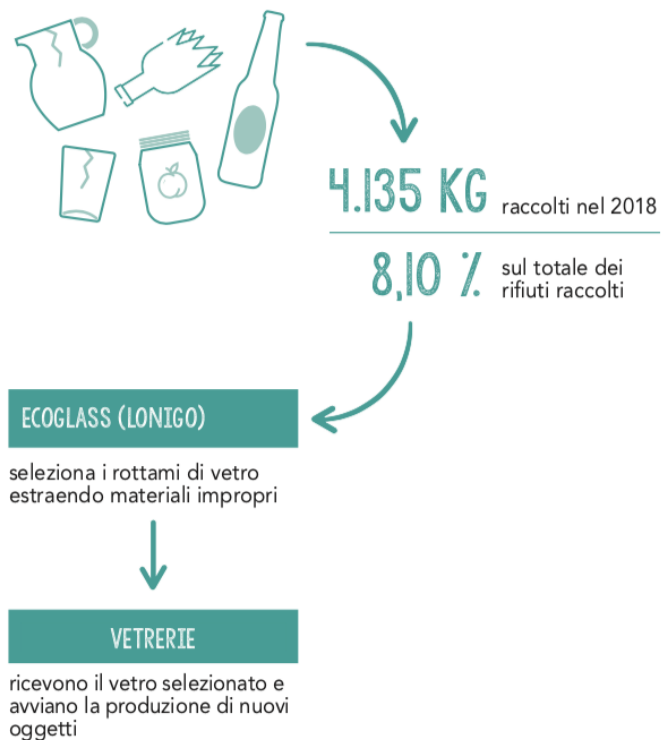 4.135 KG raccolti nel 2018
8,10 % sul totale dei
rifiuti raccolti
ECOGLASS (LONIGO)
seleziona i rottami di vetro
estraendo materiali impropri
VETRERIE
ricevono il vetro selezionato e
avviano la produzione di nuovi
oggetti